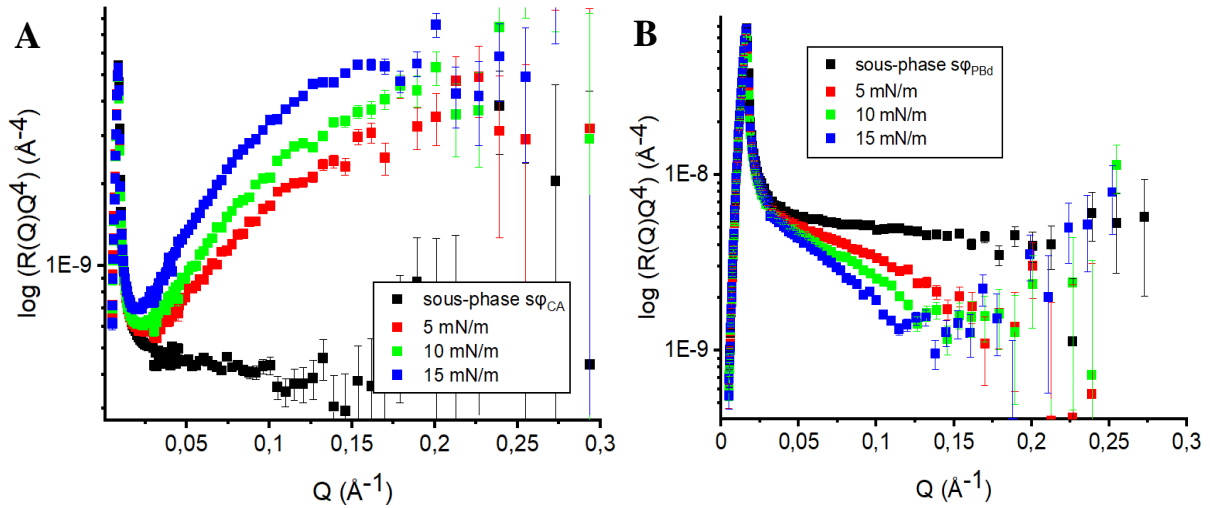 A
log (R(Q)Q⁴) (Å⁻⁴)
1E-9
sous-phase sφCA
5 mN/m
10 mN/m
15 mN/m
0,05 0,1 0,15 0,2 0,25 0,3
Q (Å⁻¹)
B
log (R(Q)Q⁴) (Å⁻⁴)
1E-8
1E-9
sous-phase sφPBd
5 mN/m
10 mN/m
15 mN/m
0 0,05 0,1 0,15 0,2 0,25 0,3
Q (Å⁻¹)